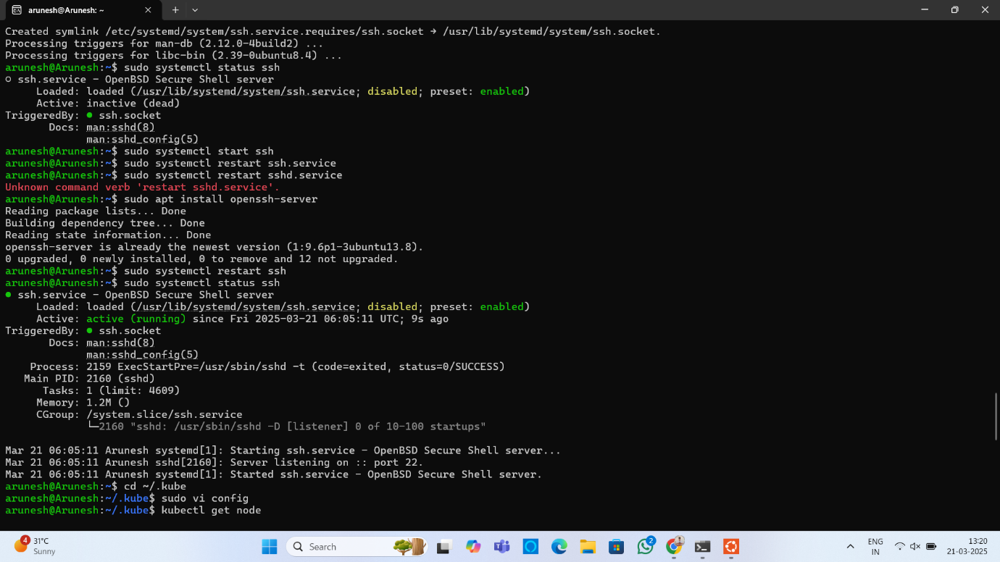 arunesh@Arunesh: ~
Created symlink /etc/systemd/system/ssh.service.requires/ssh.socket → /usr/lib/systemd/system/ssh.socket.
Processing triggers for man-db (2.12.0-4build2) ...
Processing triggers for libc-bin (2.39-0ubuntu8.4) ...
arunesh@Arunesh:~$ sudo systemctl status ssh
○ ssh.service - OpenBSD Secure Shell server
     Loaded: loaded (/usr/lib/systemd/system/ssh.service; disabled; preset: enabled)
     Active: inactive (dead)
TriggeredBy: ● ssh.socket
       Docs: man:sshd(8)
             man:sshd_config(5)
arunesh@Arunesh:~$ sudo systemctl start ssh
arunesh@Arunesh:~$ sudo systemctl restart ssh.service
arunesh@Arunesh:~$ sudo systemctl restart sshd.service
Unknown command verb 'restart sshd.service'.
arunesh@Arunesh:~$ sudo apt install openssh-server
Reading package lists... Done
Building dependency tree... Done
Reading state information... Done
openssh-server is already the newest version (1:9.6p1-3ubuntu13.8).
0 upgraded, 0 newly installed, 0 to remove and 12 not upgraded.
arunesh@Arunesh:~$ sudo systemctl restart ssh
arunesh@Arunesh:~$ sudo systemctl status ssh
● ssh.service - OpenBSD Secure Shell server
     Loaded: loaded (/usr/lib/systemd/system/ssh.service; disabled; preset: enabled)
     Active: active (running) since Fri 2025-03-21 06:05:11 UTC; 9s ago
TriggeredBy: ● ssh.socket
       Docs: man:sshd(8)
             man:sshd_config(5)
    Process: 2159 ExecStartPre=/usr/sbin/sshd -t (code=exited, status=0/SUCCESS)
   Main PID: 2160 (sshd)
      Tasks: 1 (limit: 4609)
     Memory: 1.2M ()
     CGroup: /system.slice/ssh.service
             └─2160 "sshd: /usr/sbin/sshd -D [listener] 0 of 10-100 startups"
Mar 21 06:05:11 Arunesh systemd[1]: Starting ssh.service - OpenBSD Secure Shell server...
Mar 21 06:05:11 Arunesh sshd[2160]: Server listening on :: port 22.
Mar 21 06:05:11 Arunesh systemd[1]: Started ssh.service - OpenBSD Secure Shell server.
arunesh@Arunesh:~$ cd ~/.kube
arunesh@Arunesh:~/.kube$ sudo vi config
arunesh@Arunesh:~/.kube$ kubectl get node
4
31°C
Sunny
Search
2
ENG
IN
13:20
21-03-2025